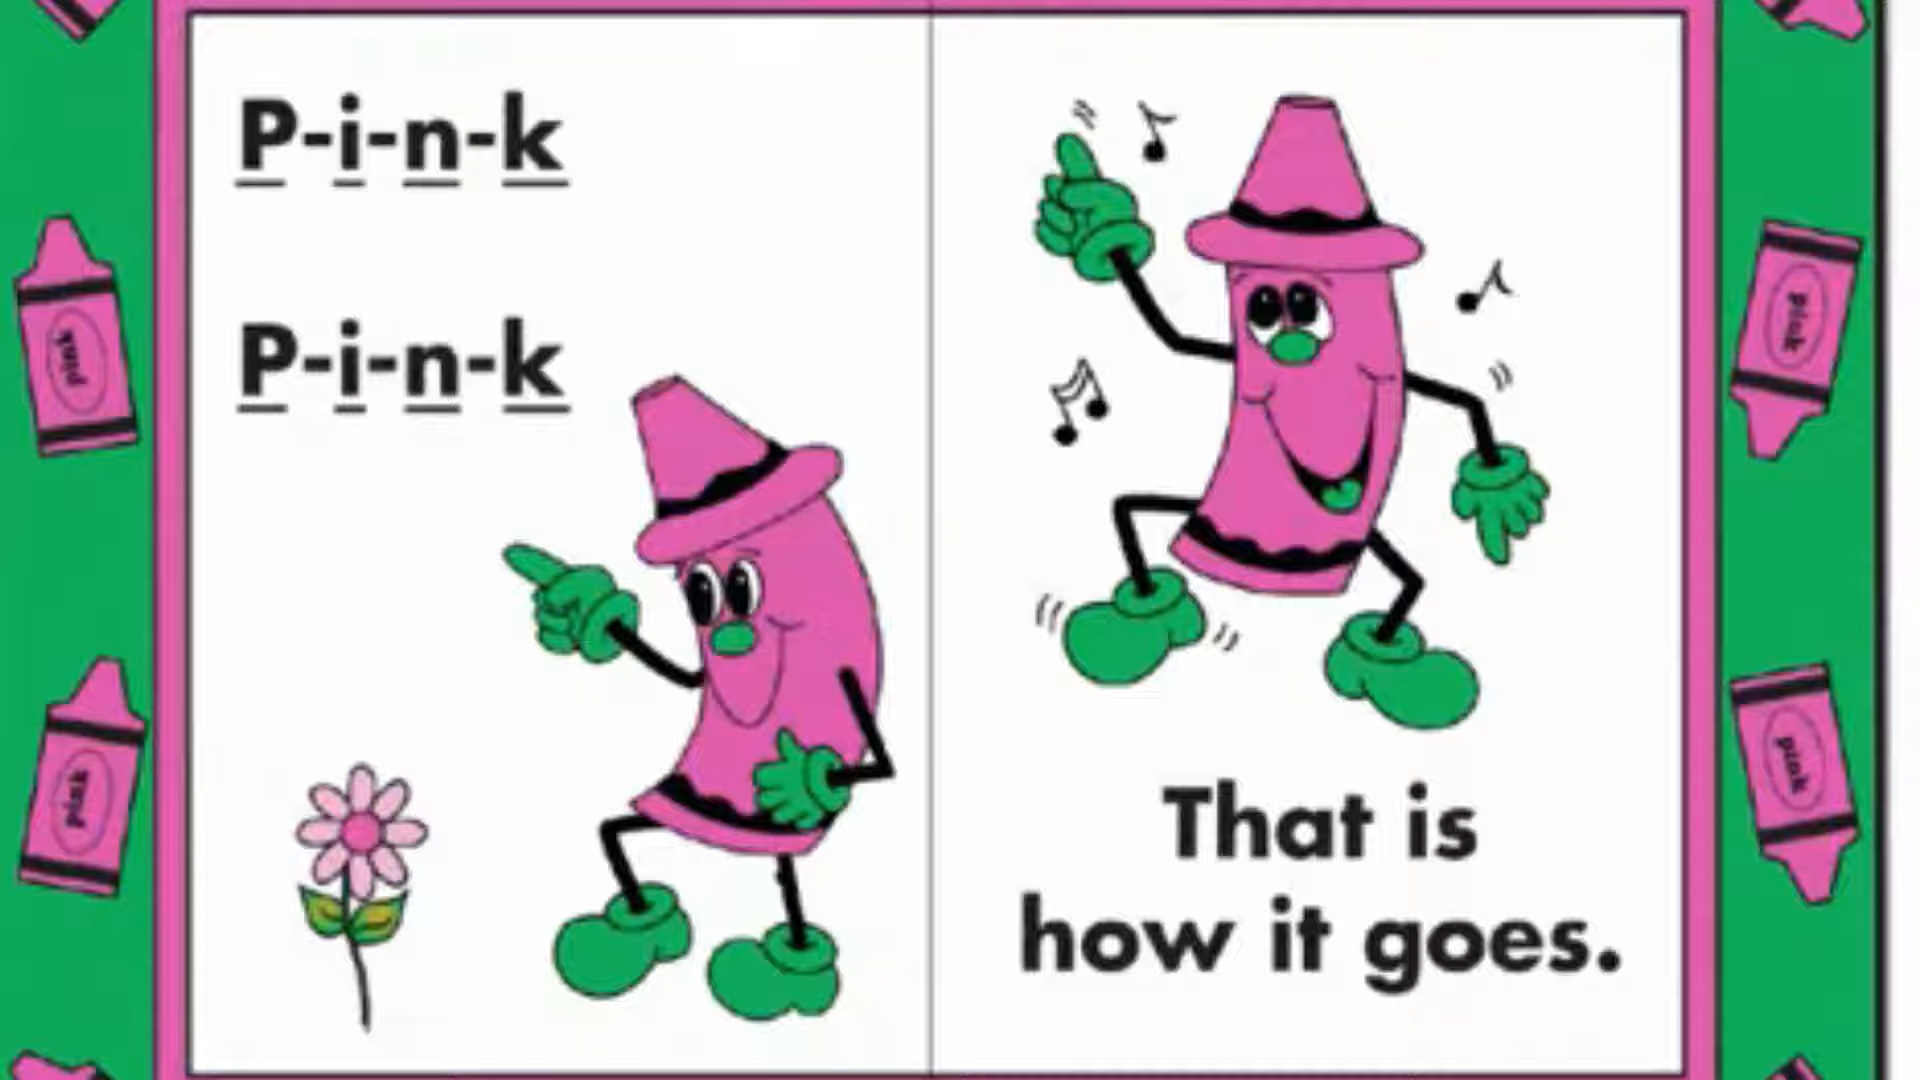 P-i-n-k
P-i-n-k
That is
how it goes.
pink
pink
pink
pink